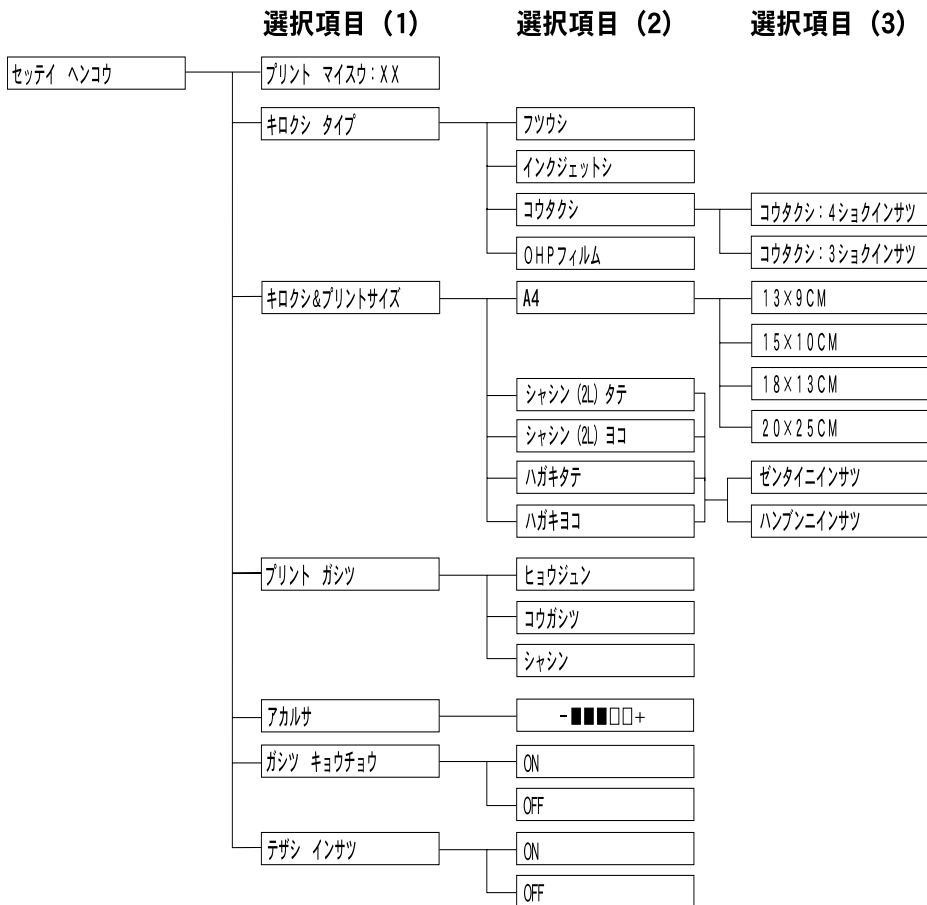 選択項目 (1) 選択項目 (2) 選択項目 (3)
セッテイ ヘンコウ
プリント マイスウ:XX
キロクシ タイプ
フツウシ
インクジェットシ
コウタクシ
コウタクシ:4ショクインサツ
コウタクシ:3ショクインサツ
OHPフィルム
キロクシ&プリントサイズ
A4
13×9CM
15×10CM
18×13CM
20×25CM
シャシン(2L)タテ
シャシン(2L)ヨコ
ハガキタテ
ハガキヨコ
ゼンタイニインサツ
ハンブンニインサツ
プリント ガシツ
ヒョウジュン
コウガシツ
シャシン
アカルサ
-■■■□□+
ガシツ キョウチョウ
ON
OFF
テザシ インサツ
ON
OFF